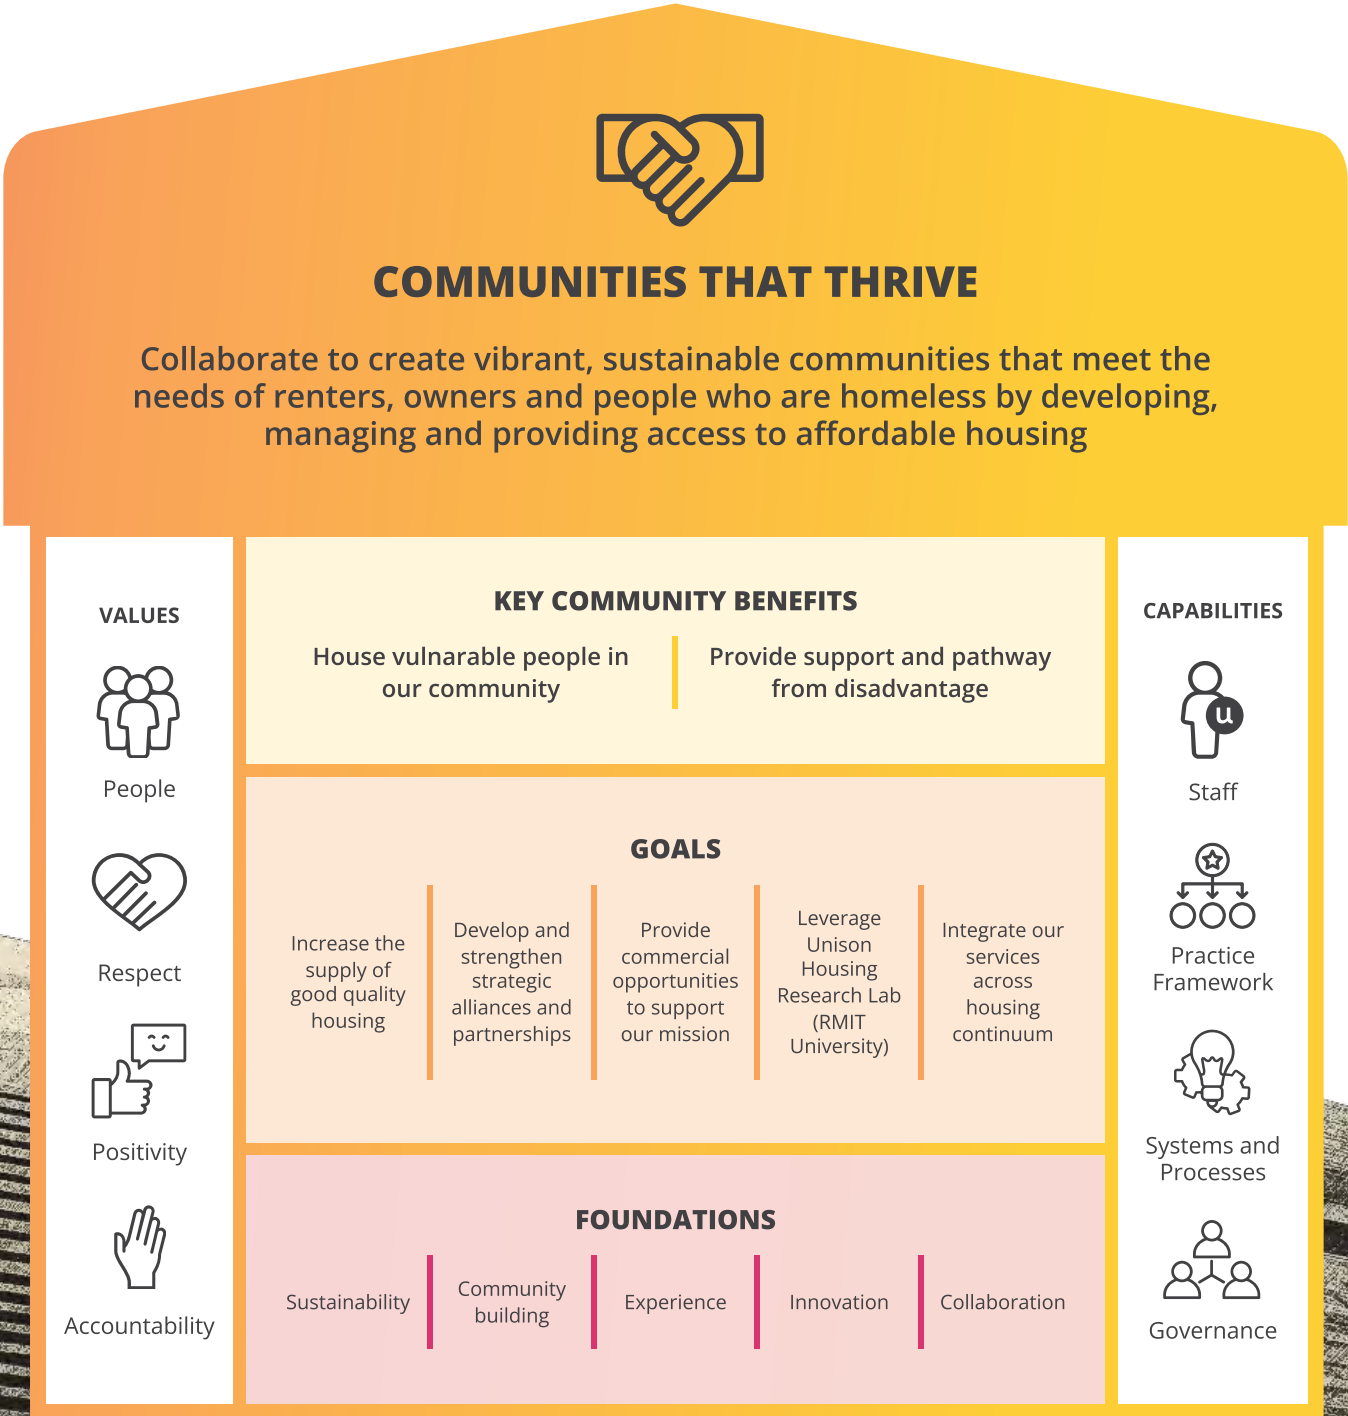 COMMUNITIES THAT THRIVE
Collaborate to create vibrant, sustainable communities that meet the
needs of renters, owners and people who are homeless by developing,
managing and providing access to affordable housing
VALUES
People
Respect
Positivity
Accountability
KEY COMMUNITY BENEFITS
House vulnarable people in
our community
Provide support and pathway
from disadvantage
GOALS
Increase the
supply of
good quality
housing
Develop and
strengthen
strategic
alliances and
partnerships
Provide
commercial
opportunities
to support
our mission
Leverage
Unison
Housing
Research Lab
(RMIT
University)
Integrate our
services
across
housing
continuum
FOUNDATIONS
Sustainability
Community
building
Experience
Innovation
Collaboration
CAPABILITIES
u
Staff
Practice
Framework
Systems and
Processes
Governance